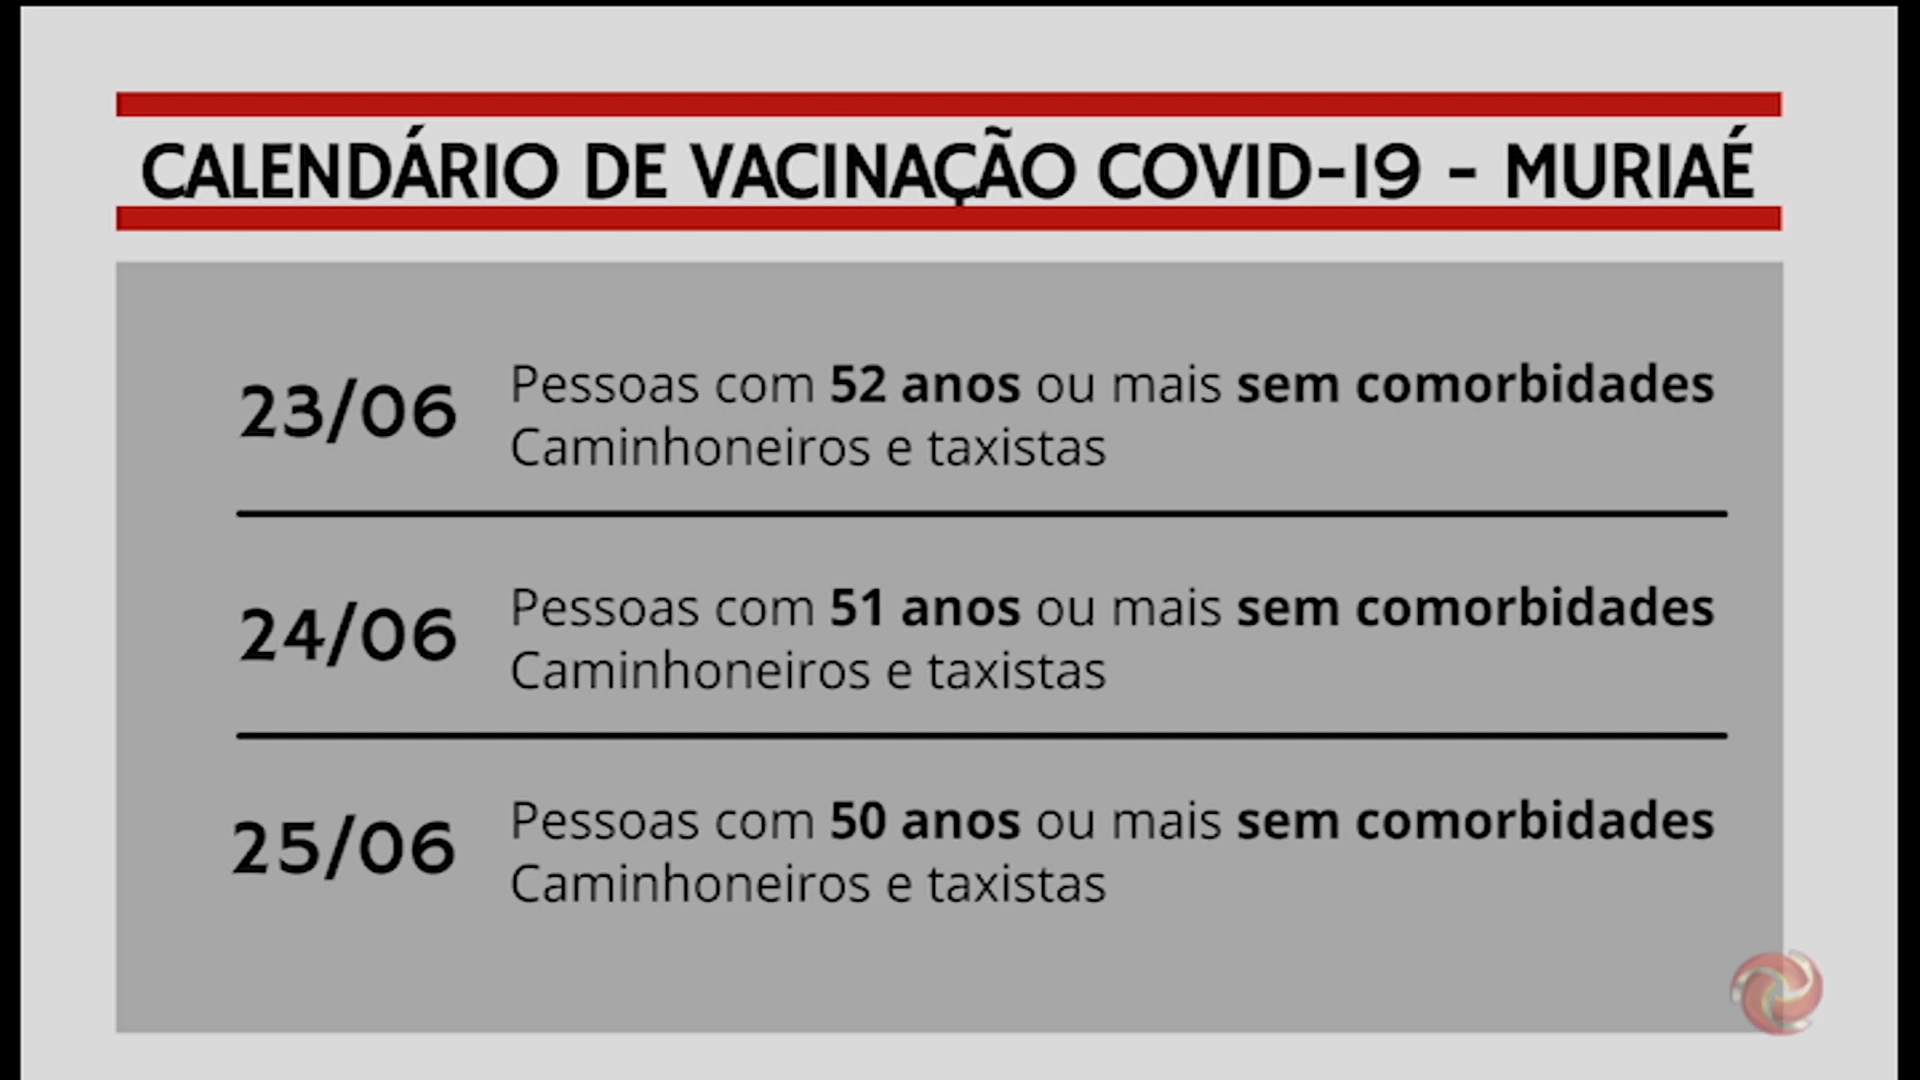 CALENDÁRIO DE VACINAÇÃO COVID-19 - MURIAÉ
23/06
Pessoas com 52 anos ou mais sem comorbidades
Caminhoneiros e taxistas
24/06
Pessoas com 51 anos ou mais sem comorbidades
Caminhoneiros e taxistas
25/06
Pessoas com 50 anos ou mais sem comorbidades
Caminhoneiros e taxistas